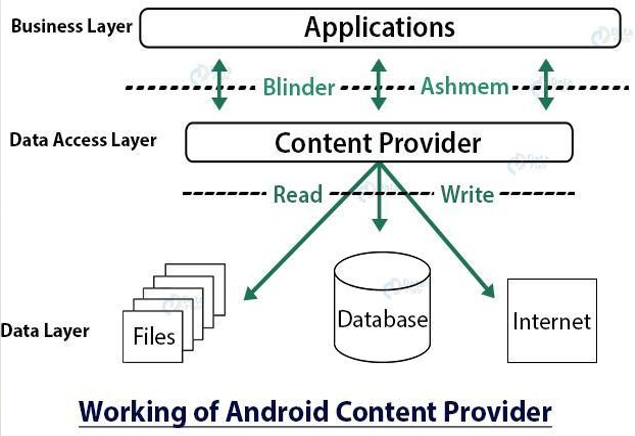 Business Layer
Applications
Blinder
Ashmem
Data Access Layer
Content Provider
Read
Write
Data Layer
Files
Database
Internet
Working of Android Content Provider